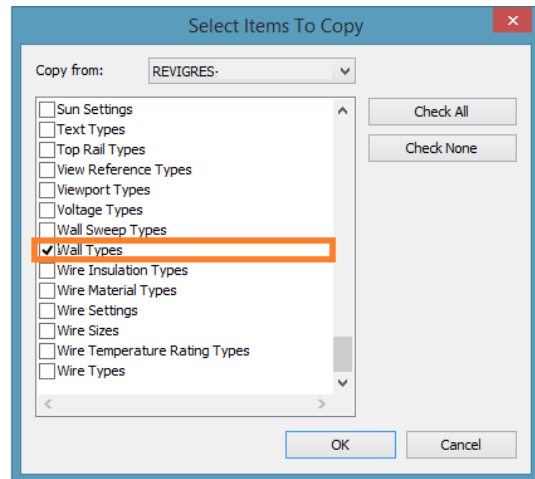 Select Items To Copy
Copy from: REVIGRES·
Sun Settings
Text Types
Top Rail Types
View Reference Types
Viewport Types
Voltage Types
Wall Sweep Types
Wall Types
Wire Insulation Types
Wire Material Types
Wire Settings
Wire Sizes
Wire Temperature Rating Types
Wire Types
Check All
Check None
OK Cancel